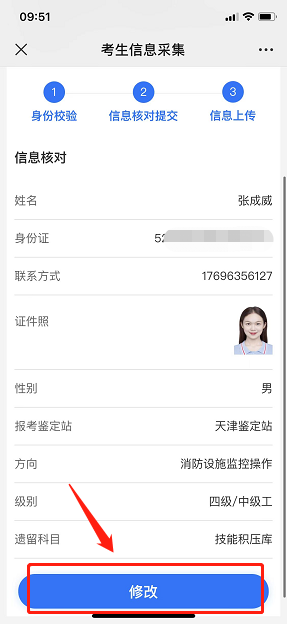 09:51
考生信息采集
1 2 3
身份校验 信息核对提交 信息上传
信息核对
姓名 张成威
身份证 52
联系方式 17696356127
证件照
性别 男
报考鉴定站 天津鉴定站
方向 消防设施监控操作
级别 四级/中级工
遗留科目 技能积压库
修改